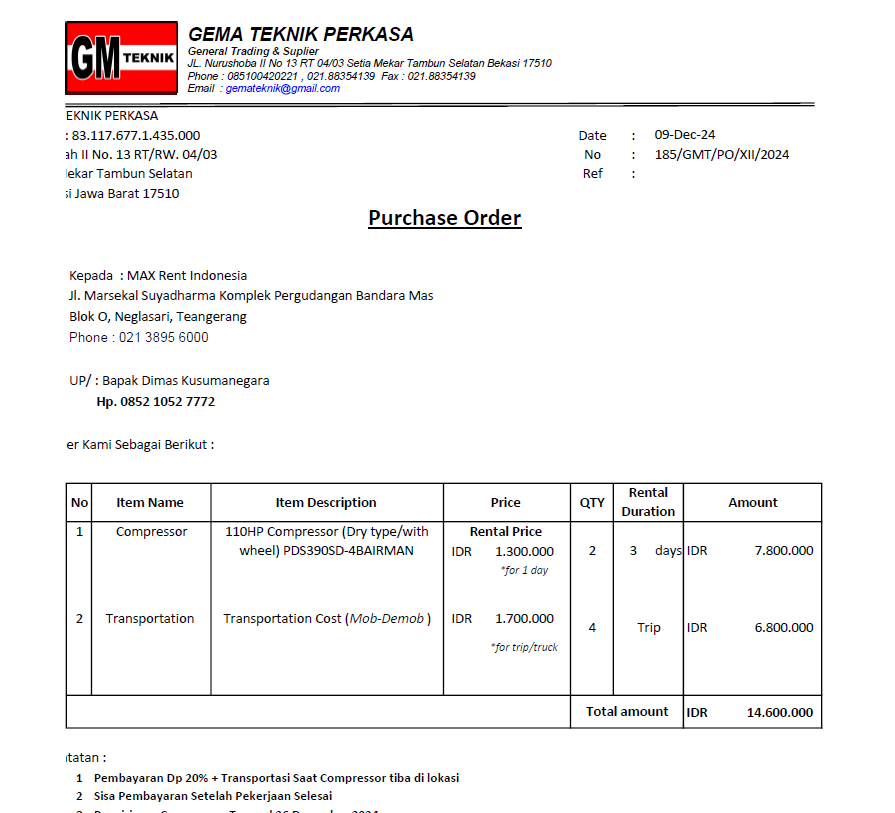 GM TEKNIK
GEMA TEKNIK PERKASA
General Trading & Suplier
JL. Nurushoba II No 13 RT 04/03 Setia Mekar Tambun Selatan Bekasi 17510
Phone : 085100420221 , 021.88354139 Fax : 021.88354139
Email : gemateknik@gmail.com
EKNIK PERKASA
: 83.117.677.1.435.000
ah II No. 13 RT/RW. 04/03
Mekar Tambun Selatan
si Jawa Barat 17510
Date : 09-Dec-24
No : 185/GMT/PO/XII/2024
Ref :
Purchase Order
Kepada : MAX Rent Indonesia
Jl. Marsekal Suyadharma Komplek Pergudangan Bandara Mas
Blok O, Neglasari, Teangerang
Phone : 021 3895 6000
UP/ : Bapak Dimas Kusumanegara
Hp. 0852 1052 7772
er Kami Sebagai Berikut :
No Item Name Item Description Price QTY Rental Duration Amount
1 Compressor 110HP Compressor (Dry type/with Rental Price
wheel) PDS390SD-4BAIRMAN IDR 1.300.000 2 3 days IDR 7.800.000
*for 1 day
2 Transportation Transportation Cost (Mob-Demob ) IDR 1.700.000
4 Trip IDR 6.800.000
*for trip/truck
Total amount IDR 14.600.000
tatan :
1 Pembayaran Dp 20% + Transportasi Saat Compressor tiba di lokasi
2 Sisa Pembayaran Setelah Pekerjaan Selesai